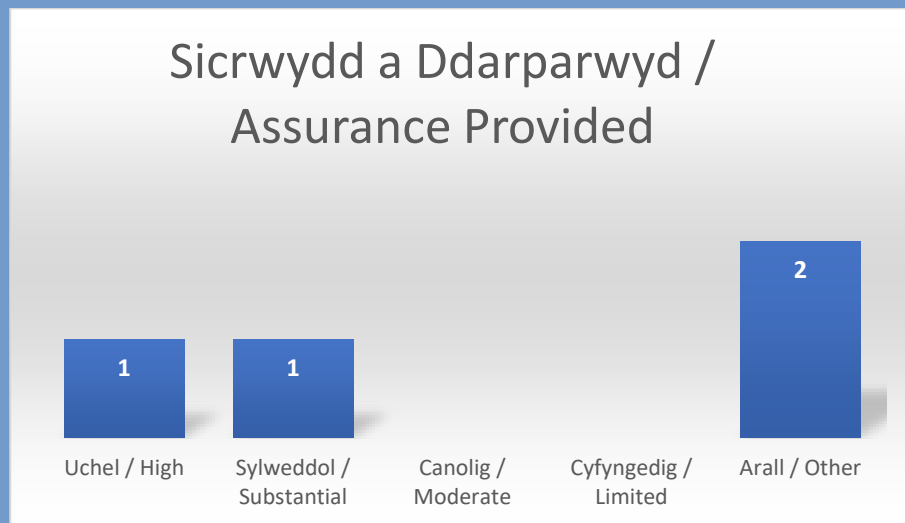 Sicrwydd a Ddarparwyd /
Assurance Provided
2
1
1
Uchel / High
Sylweddol /
Substantial
Canolig /
Moderate
Cyfyngedig /
Limited
Arall / Other